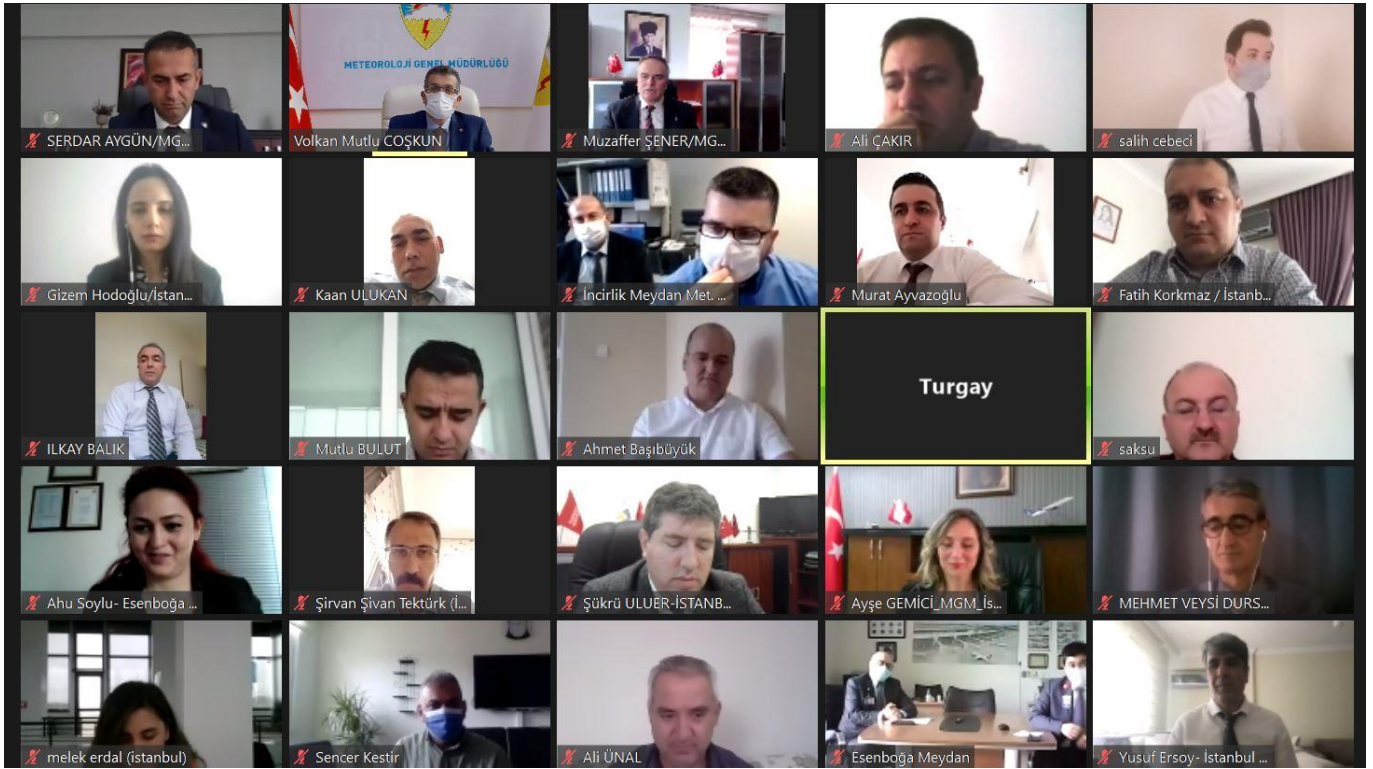 METEOROLOJİ GENEL MÜDÜRLÜĞÜ
SERDAR AYGÜN/MG...
Volkan Mutlu COŞKUN
Muzaffer ŞENER/MG...
Ali ÇAKIR
salih cebeci
Gizem Hodoğlu/İstan...
Kaan ULUKAN
İncirlik Meydan Met. ...
Murat Ayvazoğlu
Fatih Korkmaz / İstanb...
ILKAY BALIK
Mutlu BULUT
Ahmet Başıbüyük
Turgay
saksu
Ahu Soylu- Esenboğa ...
Şirvan Şivan Tektürk (İ...
Şükrü ULUER-İSTANB...
Ayşe GEMİCİ_MGM_İs...
MEHMET VEYSİ DURS...
melek erdal (istanbul)
Sencer Kestir
Ali ÜNAL
Esenboğa Meydan
Yusuf Ersoy- İstanbul ...